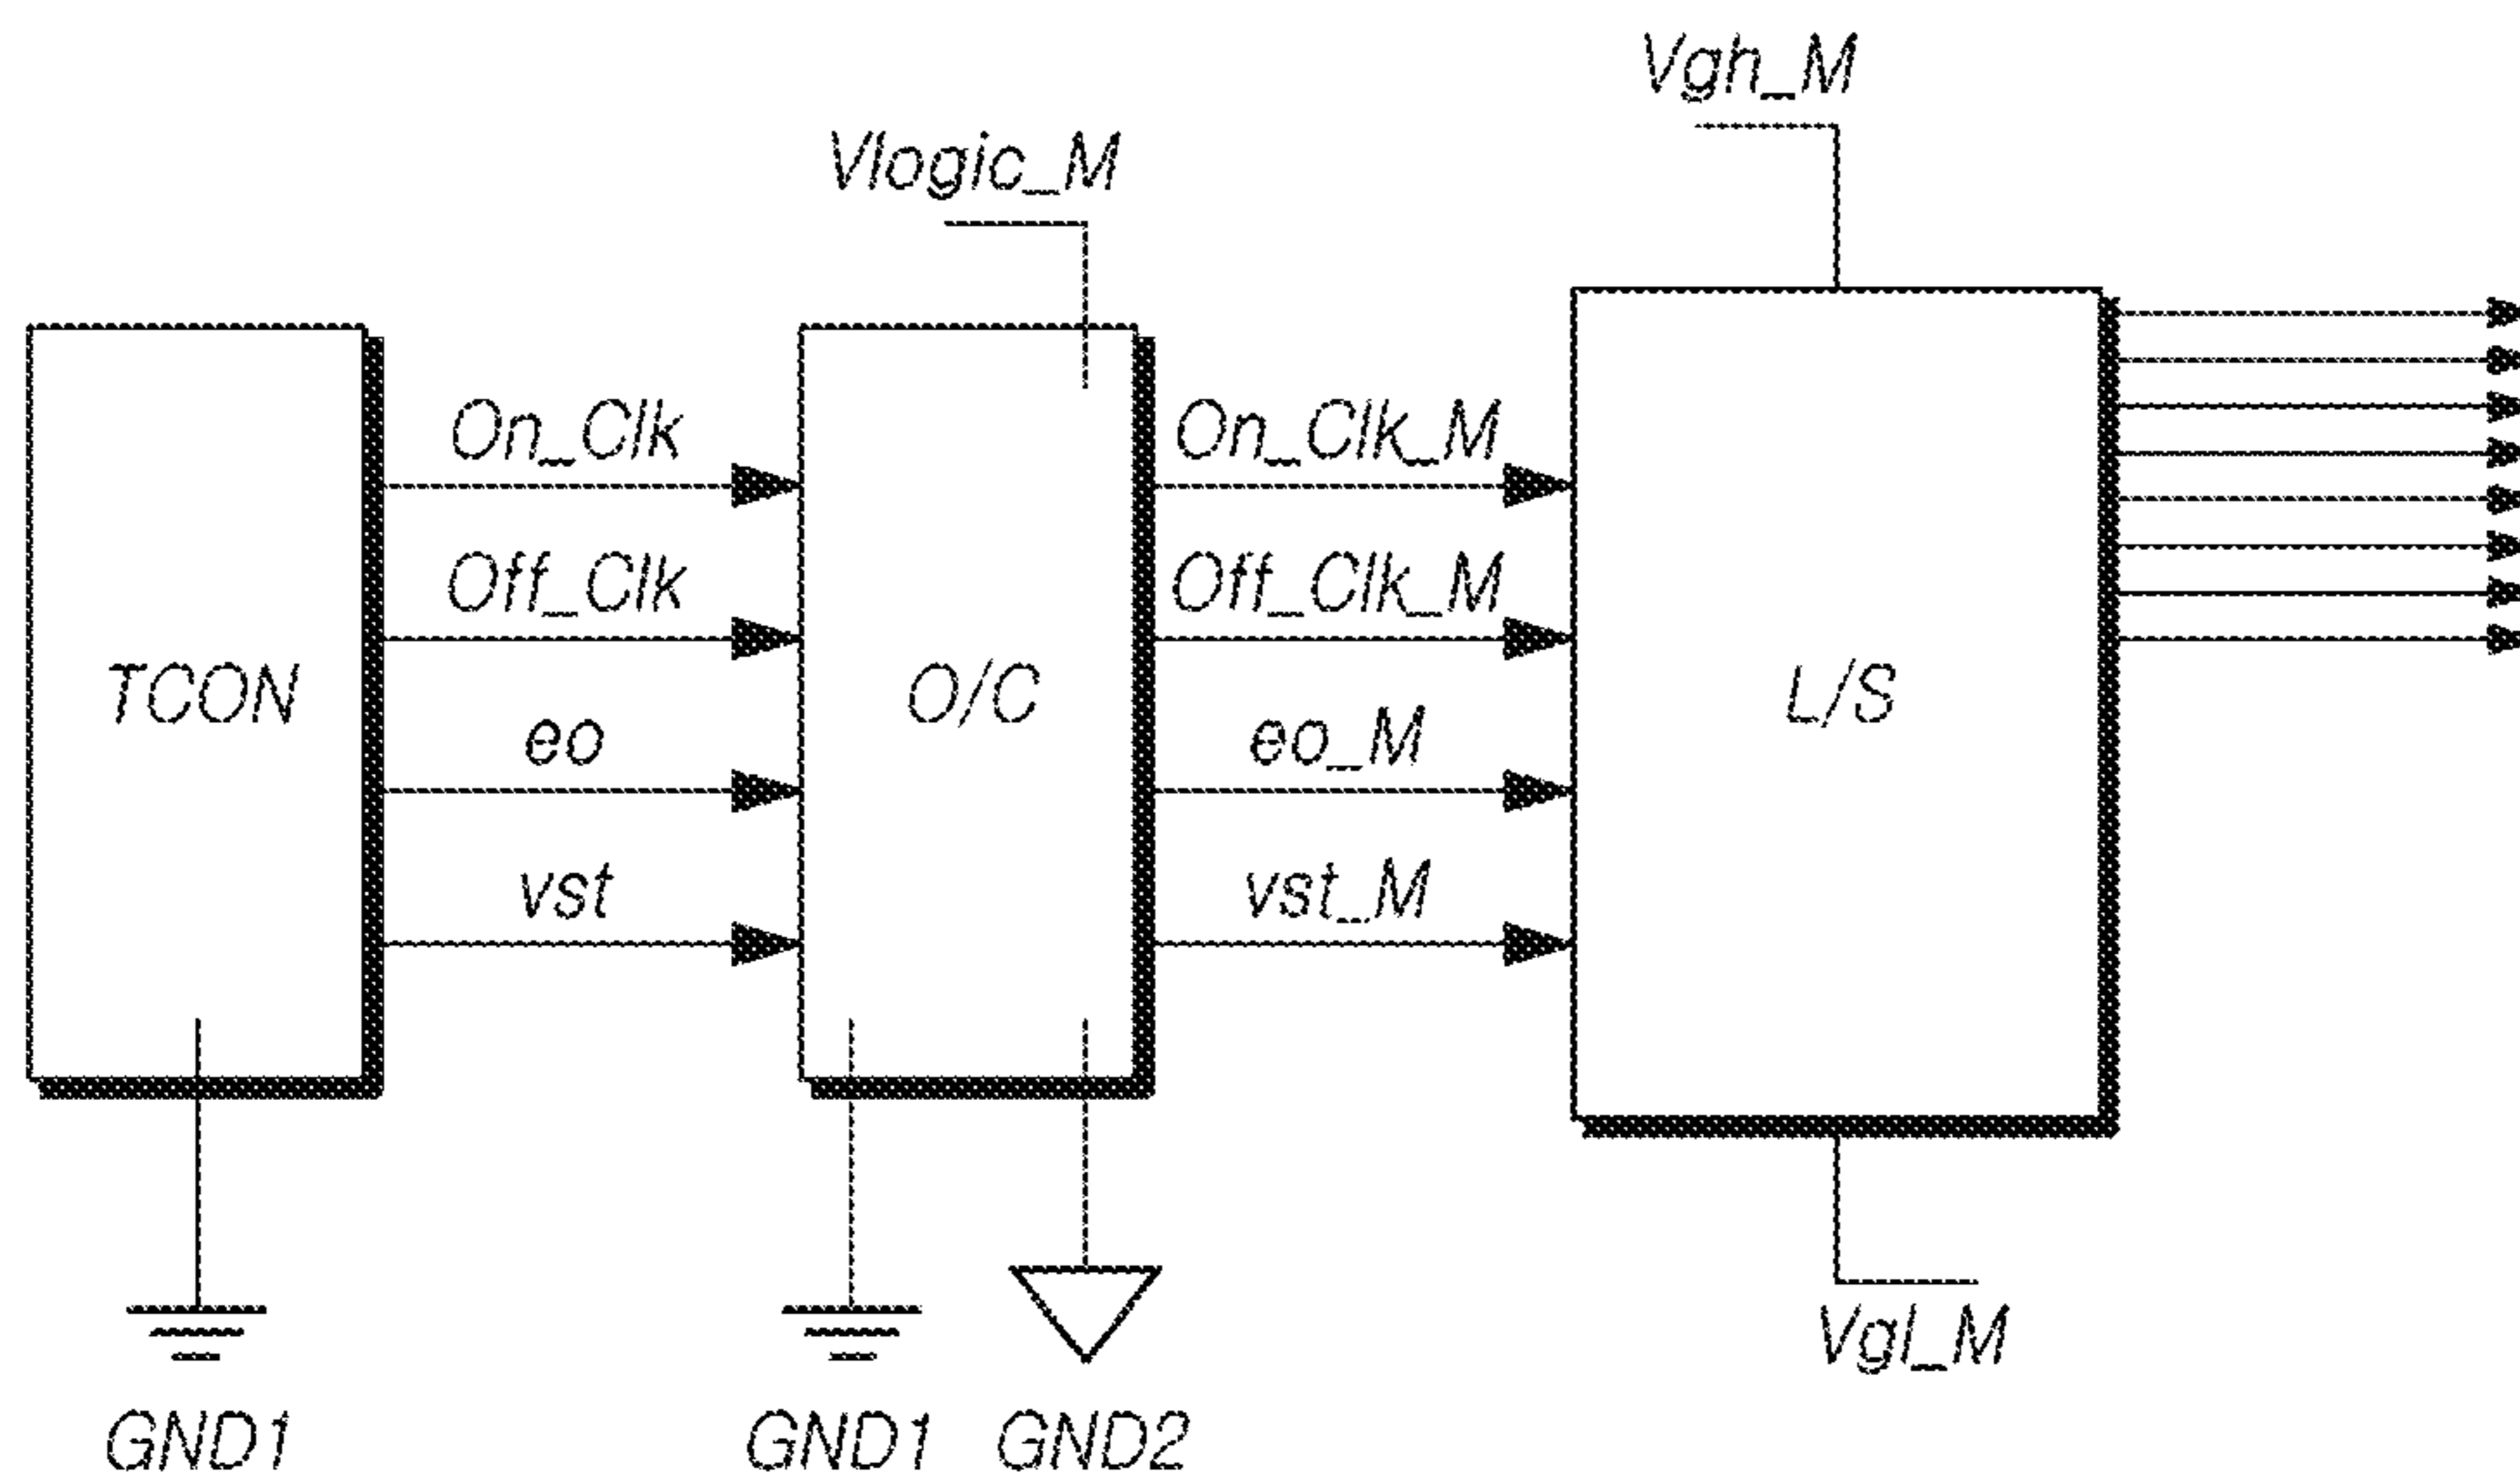 Vgh_M
Vlogic_M
On_Clk
On_Clk_M
Off_Clk
Off_Clk_M
TCON
O/C
L/S
eo
eo_M
vst
vst_M
Vgl_M
GND1
GND1
GND2